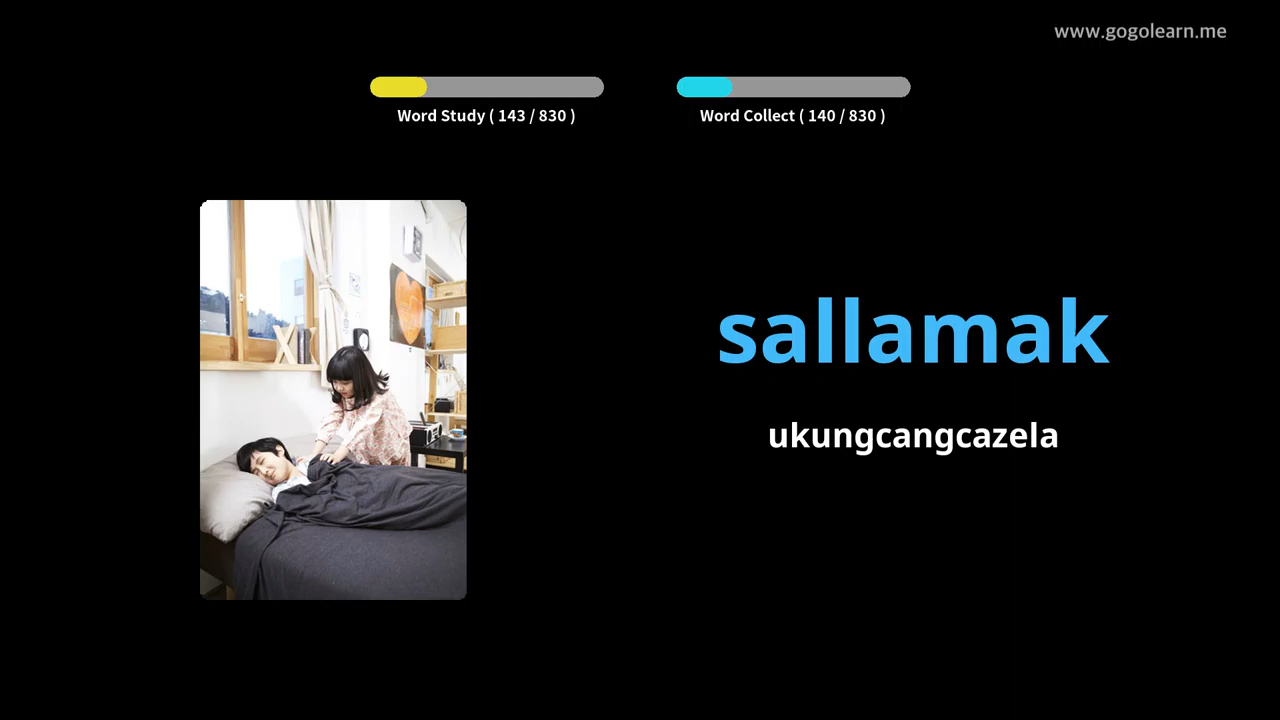 www.gogolearn.me
Word Study ( 143 / 830 )
Word Collect ( 140 / 830 )
sallamak
ukungcangcazela